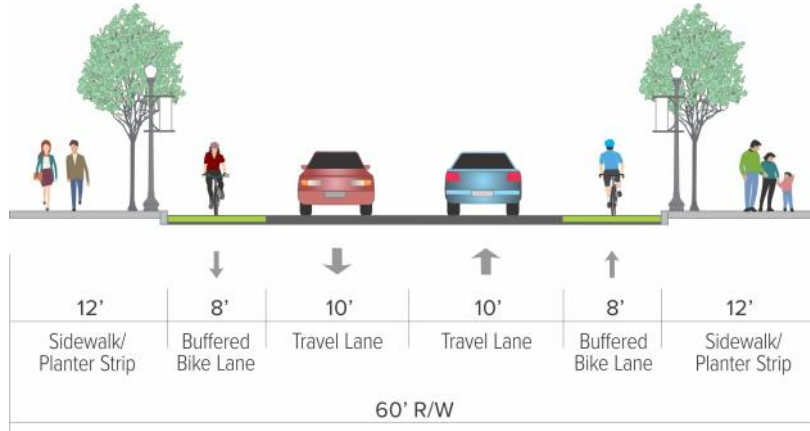 12’ 8’ 10’ 10’ 8’ 12’
Sidewalk/ Buffered Travel Lane Travel Lane Buffered Sidewalk/
Planter Strip Bike Lane Bike Lane Planter Strip
60’ R/W